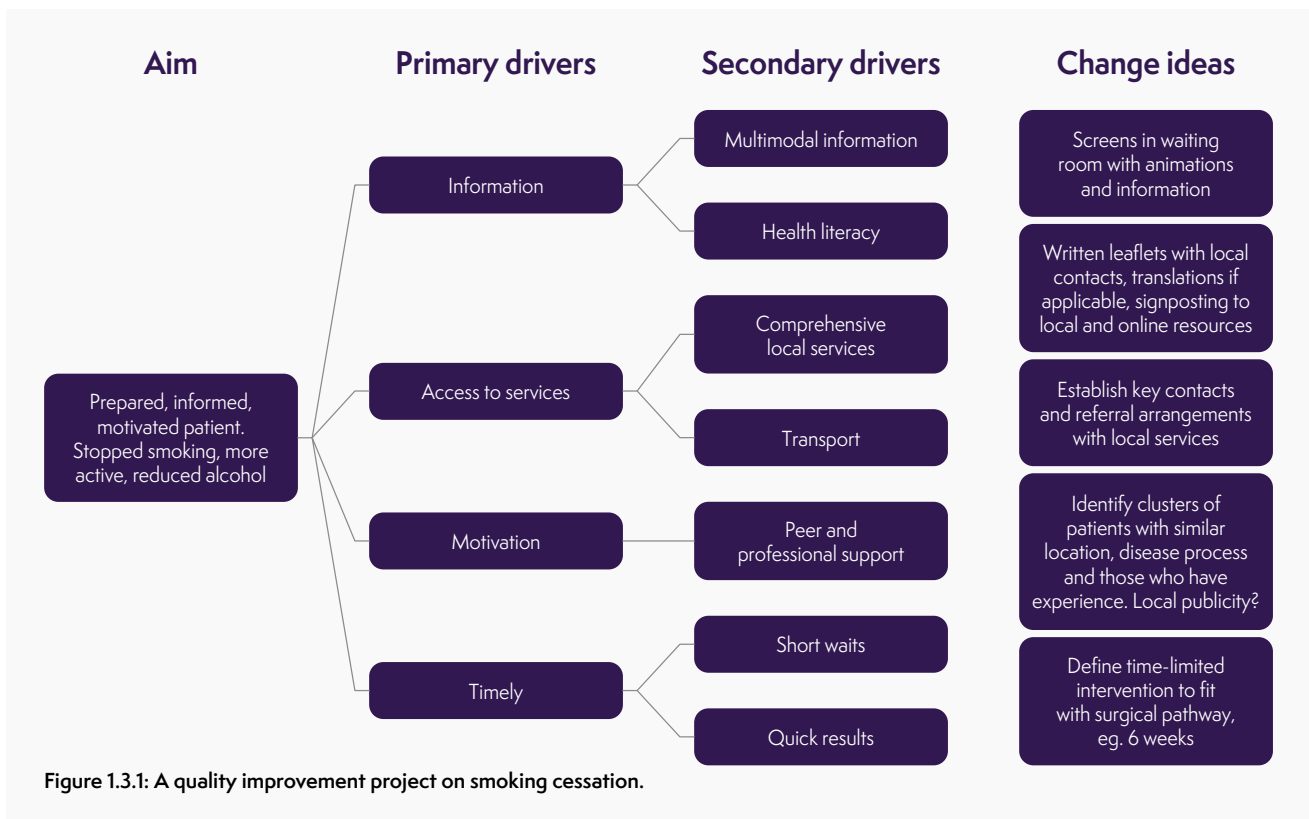 Aim
Primary drivers
Secondary drivers
Change ideas
Prepared, informed,
motivated patient.
Stopped smoking, more
active, reduced alcohol
Information
Access to services
Motivation
Timely
Multimodal information
Health literacy
Comprehensive
local services
Transport
Peer and
professional support
Short waits
Quick results
Screens in waiting
room with animations
and information
Written leaflets with local
contacts, translations if
applicable, signposting to
local and online resources
Establish key contacts
and referral arrangements
with local services
Identify clusters of
patients with similar
location, disease process
and those who have
experience. Local publicity?
Define time-limited
intervention to fit
with surgical pathway,
eg. 6 weeks
Figure 1.3.1: A quality improvement project on smoking cessation.